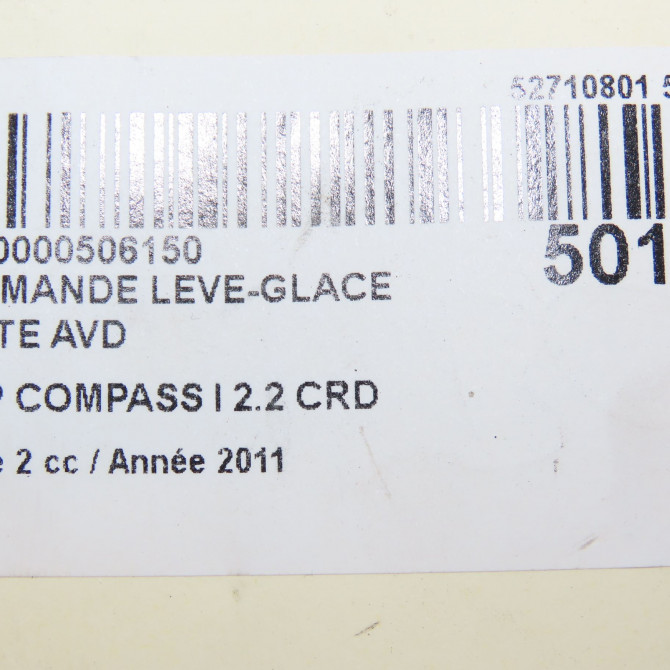 52710801 5
0000506150
501
MANDE LEVE-GLACE
TE AVD
P COMPASS I 2.2 CRD
e 2 cc / Année 2011